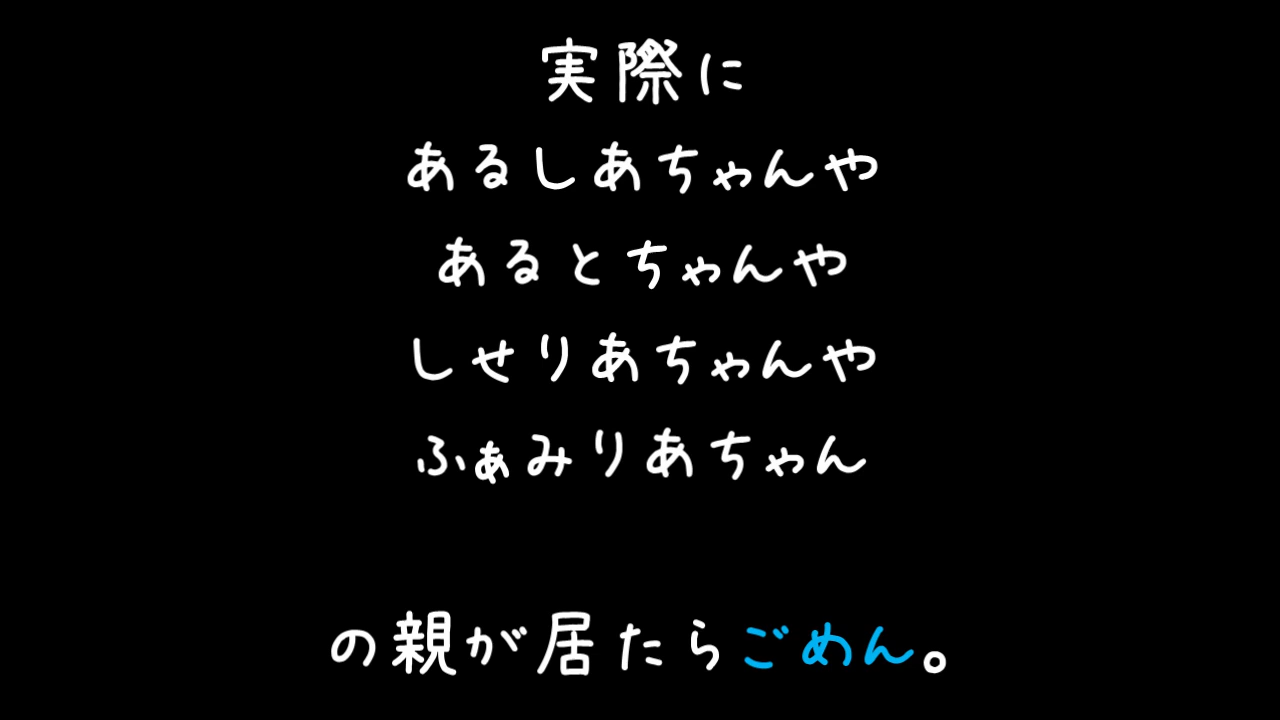 実際に
あるしあちゃんや
あるとちゃんや
しせりあちゃんや
ふぁみりあちゃん
の親が居たらごめん。